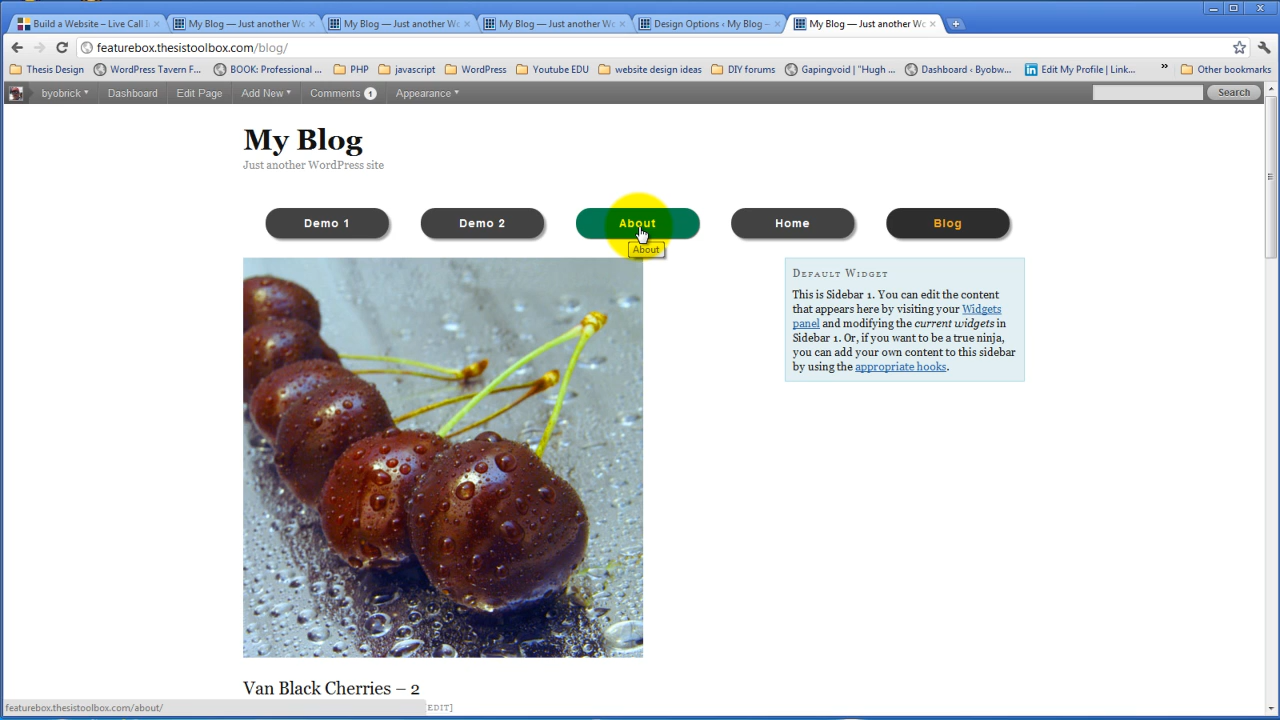 Build a Website – Live Call I
My Blog — Just another Wo
My Blog — Just another Wo
My Blog — Just another Wo
Design Options ‹ My Blog –
My Blog — Just another Wo
featurebox.thesistoolbox.com/blog/
Thesis Design
WordPress Tavern F...
BOOK: Professional ...
PHP
javascript
WordPress
Youtube EDU
website design ideas
DIY forums
Gapingvoid | "Hugh ...
Dashboard ‹ Byobw...
Edit My Profile | Link...
»
Other bookmarks
byobrick
Dashboard
Edit Page
Add New
Comments 1
Appearance
Search
My Blog
Just another WordPress site
Demo 1
Demo 2
About
Home
Blog
About
Default Widget
This is Sidebar 1. You can edit the content
that appears here by visiting your Widgets
panel and modifying the current widgets in
Sidebar 1. Or, if you want to be a true ninja,
you can add your own content to this sidebar
by using the appropriate hooks.
Van Black Cherries – 2
featurebox.thesistoolbox.com/about/
[EDIT]